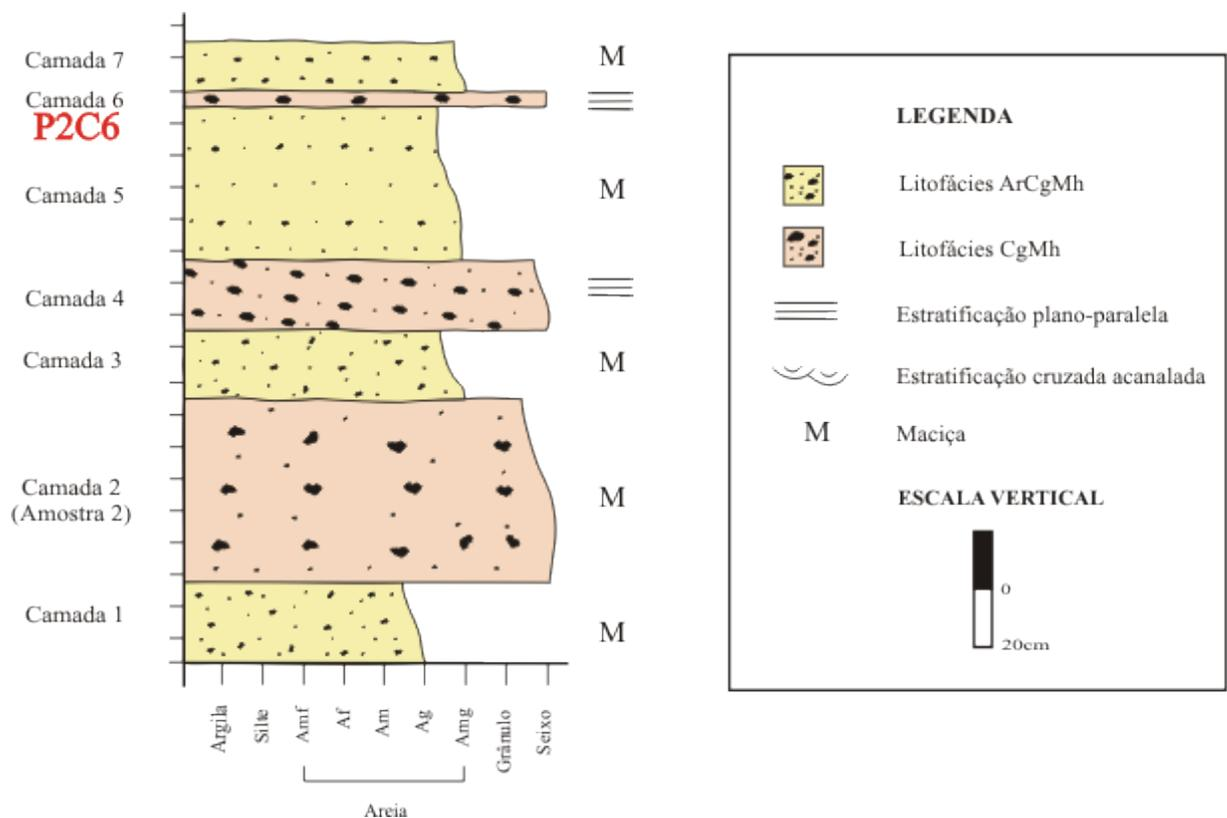 Camada 7
M
Camada 6
P2C6
Camada 5
M
Camada 4
Camada 3
M
Camada 2
(Amostra 2)
M
Camada 1
M
Argila
Silte
Amf
Af
Am
Ag
Amg
Grânulo
Seixo
Areia
LEGENDA
Litofácies ArCgMh
Litofácies CgMh
Estratificação plano-paralela
Estratificação cruzada acanalada
M
Maciça
ESCALA VERTICAL
0
20cm